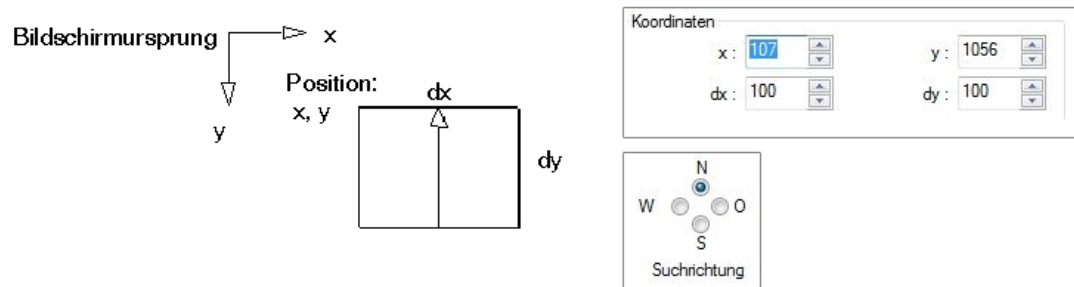 Bildschirmursprung
x
y
Position:
x, y
dx
dy
Koordinaten
x : 107
y : 1056
dx : 100
dy : 100
N
W O
S
Suchrichtung